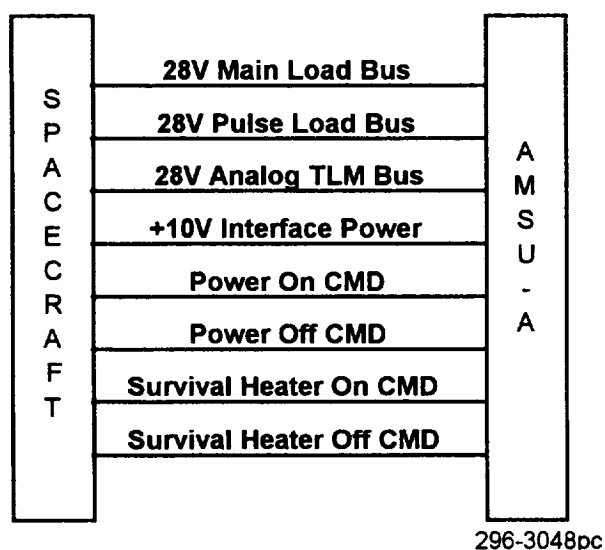 SPACECRAFT
28V Main Load Bus
28V Pulse Load Bus
28V Analog TLM Bus
+10V Interface Power
Power On CMD
Power Off CMD
Survival Heater On CMD
Survival Heater Off CMD
AMSU-A
296-3048pc